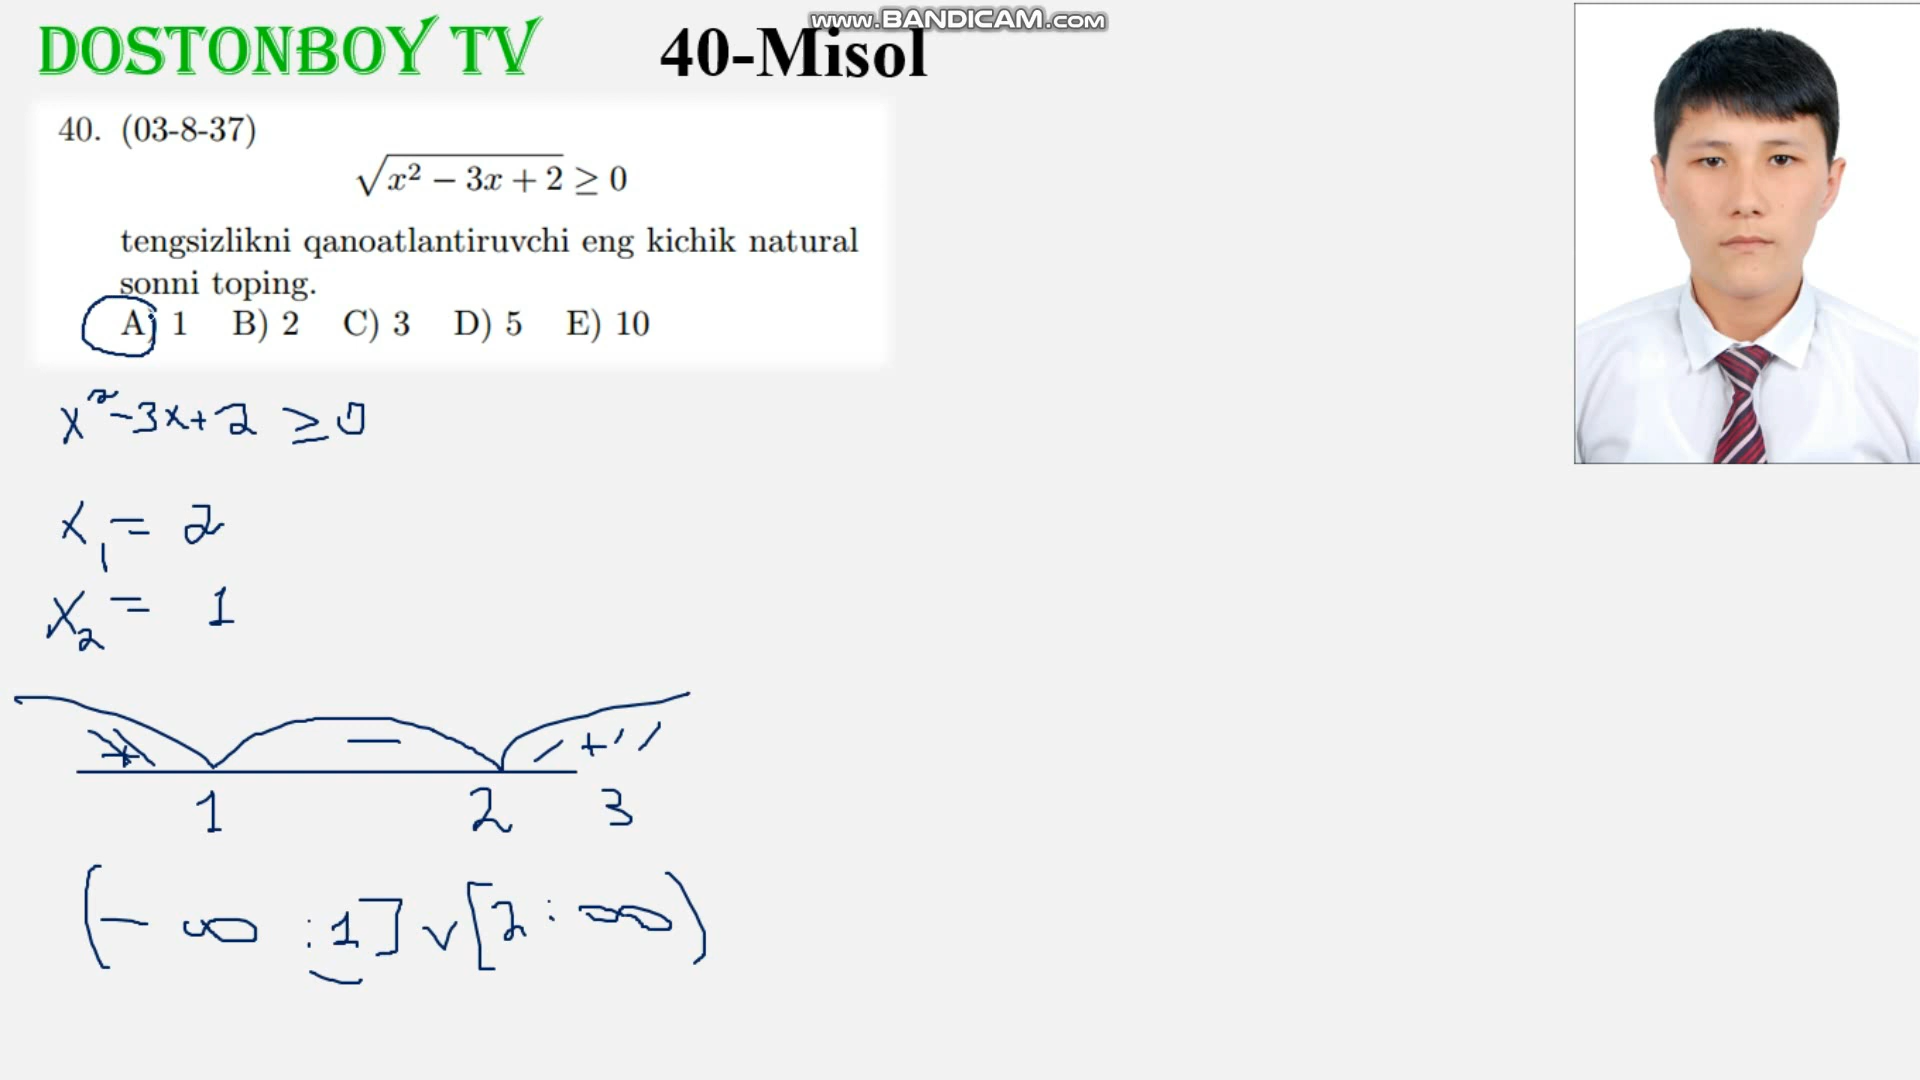 www.BANDICAM.com
DOSTONBOY TV
40-Misol
40. (03-8-37)
√(x² − 3x + 2) ≥ 0
tengsizlikni qanoatlantiruvchi eng kichik natural
sonni toping.
A) 1 B) 2 C) 3 D) 5 E) 10
x² - 3x + 2 ≥ 0
x₁ = 2
x₂ = 1
+ − +
1 2 3
(- ∞ : 1] ∨ [2 : ∞)